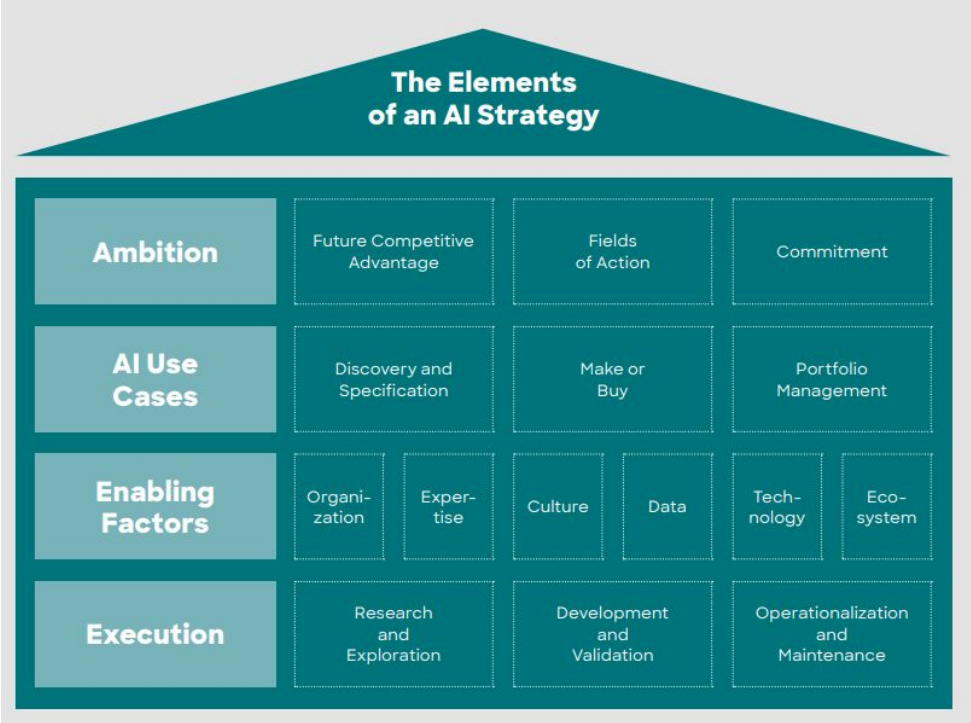 The Elements
of an AI Strategy
Ambition
Future Competitive
Advantage
Fields
of Action
Commitment
AI Use
Cases
Discovery and
Specification
Make or
Buy
Portfolio
Management
Enabling
Factors
Organi-
zation
Exper-
tise
Culture
Data
Tech-
nology
Eco-
system
Execution
Research
and
Exploration
Development
and
Validation
Operationalization
and
Maintenance